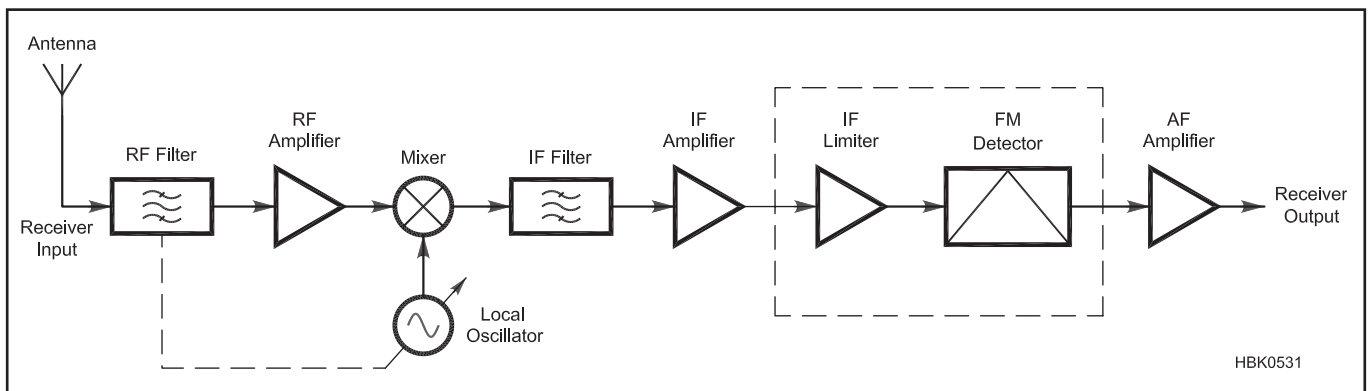 Antenna
RF Filter
Receiver
Input
RF
Amplifier
Mixer
Local
Oscillator
IF Filter
IF
Amplifier
IF
Limiter
FM
Detector
AF
Amplifier
Receiver
Output
HBK0531